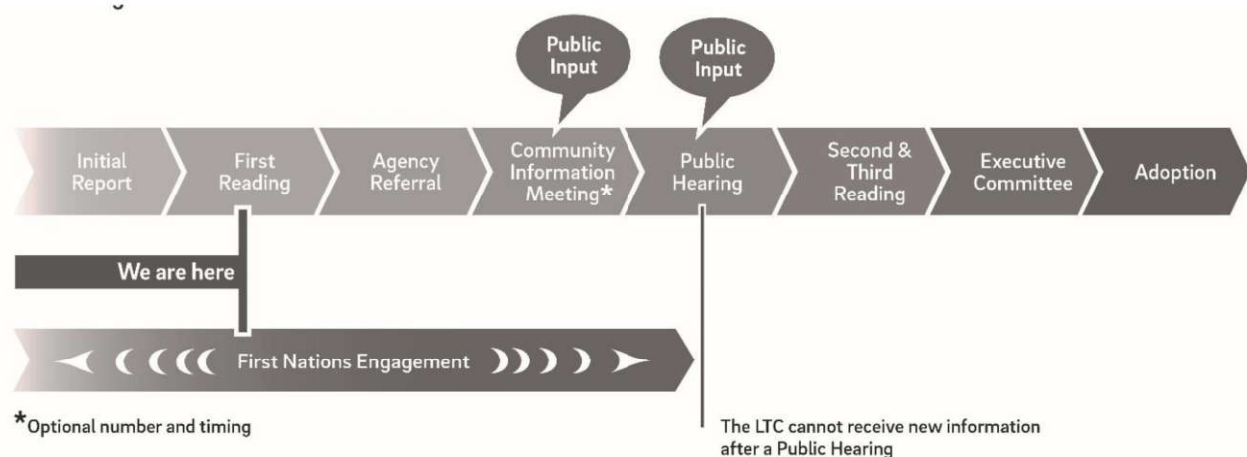 Public
Input
Public
Input
Initial
Report
First
Reading
Agency
Referral
Community
Information
Meeting*
Public
Hearing
Second &
Third
Reading
Executive
Committee
Adoption
We are here
First Nations Engagement
*Optional number and timing
The LTC cannot receive new information
after a Public Hearing